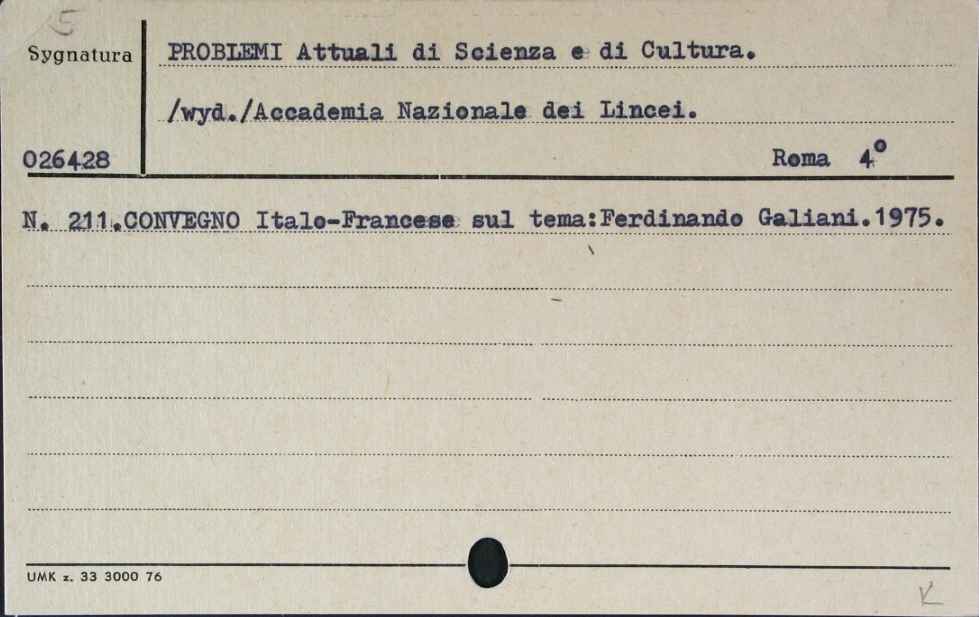 5
Sygnatura
PROBLEMI Attuali di Scienza e di Cultura.
/wyd./Accademia Nazionale dei Lincei.
026428
Roma 4°
N. 211.CONVEGNO Italo-Francese sul tema:Ferdinando Galiani.1975.
UMK z. 33 3000 76